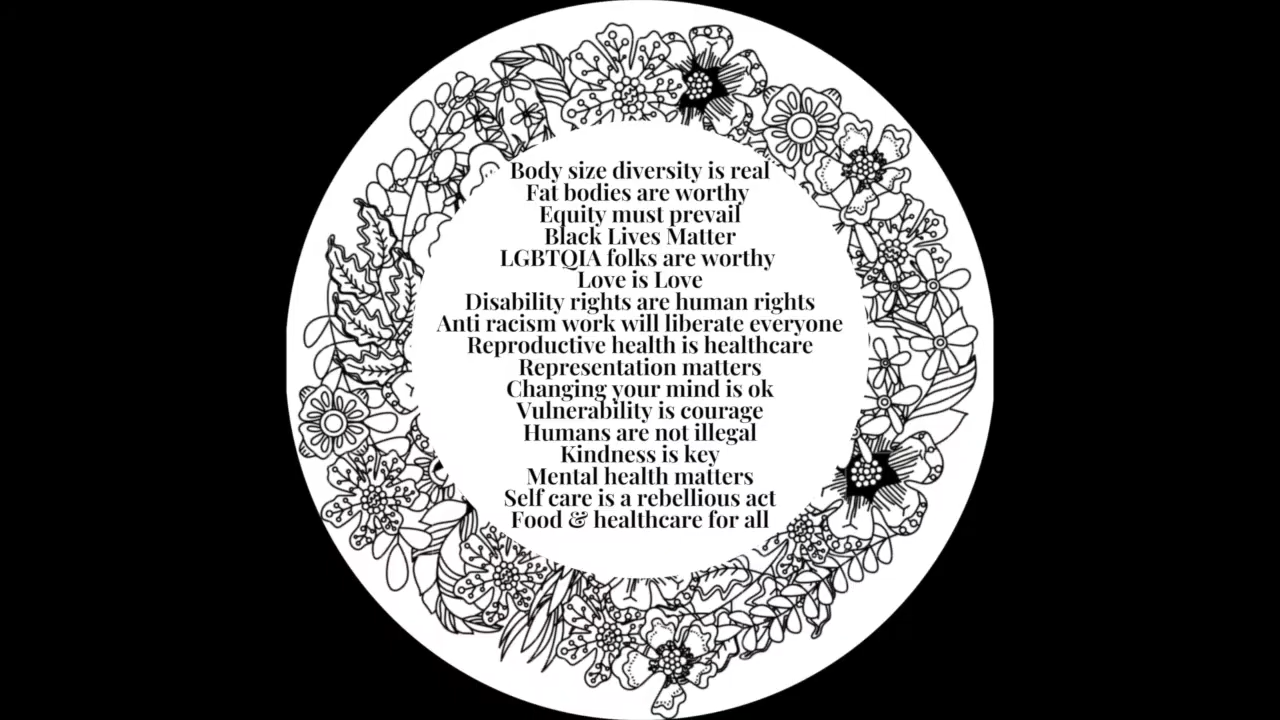 Body size diversity is real
Fat bodies are worthy
Equity must prevail
Black Lives Matter
LGBTQIA folks are worthy
Love is Love
Disability rights are human rights
Anti racism work will liberate everyone
Reproductive health is healthcare
Representation matters
Changing your mind is ok
Vulnerability is courage
Humans are not illegal
Kindness is key
Mental health matters
Self care is a rebellious act
Food & healthcare for all